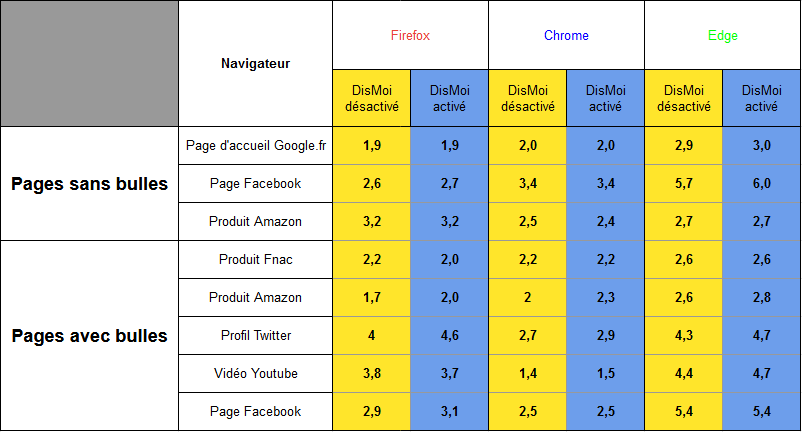 Navigateur
Firefox
Chrome
Edge
DisMoi désactivé
DisMoi activé
DisMoi désactivé
DisMoi activé
DisMoi désactivé
DisMoi activé
Pages sans bulles
Page d'accueil Google.fr 1,9 1,9 2,0 2,0 2,9 3,0
Page Facebook 2,6 2,7 3,4 3,4 5,7 6,0
Produit Amazon 3,2 3,2 2,5 2,4 2,7 2,7
Pages avec bulles
Produit Fnac 2,2 2,0 2,2 2,2 2,6 2,6
Produit Amazon 1,7 2,0 2 2,3 2,6 2,8
Profil Twitter 4 4,6 2,7 2,9 4,3 4,7
Vidéo Youtube 3,8 3,7 1,4 1,5 4,4 4,7
Page Facebook 2,9 3,1 2,5 2,5 5,4 5,4